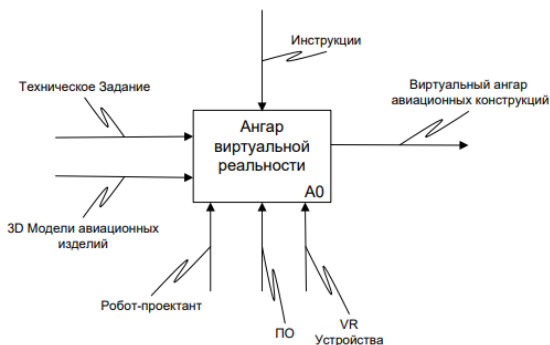 Инструкции
Техническое Задание
Виртуальный ангар
авиационных конструкций
Ангар
виртуальной
реальности
A0
3D Модели авиационных
изделий
Робот-проектант
ПО
VR
Устройства